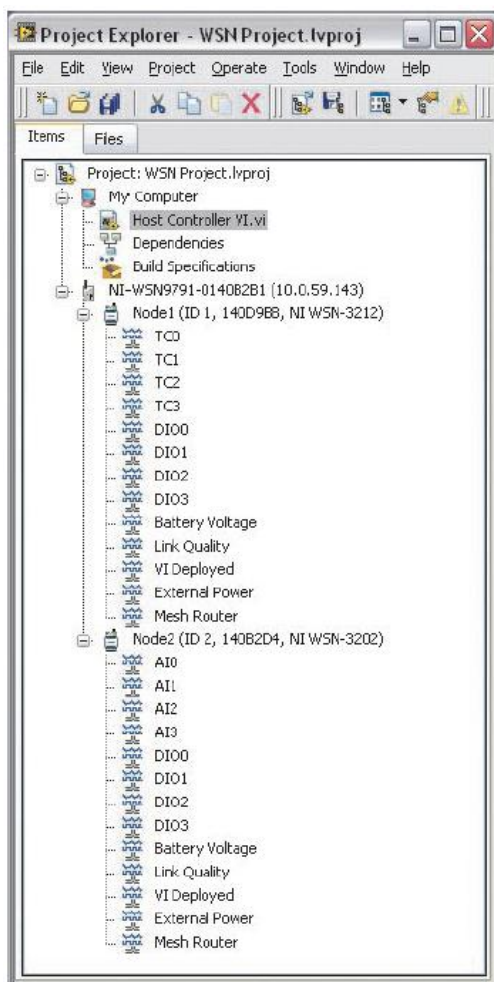 Project Explorer - WSN Project.lvproj
File Edit View Project Operate Tools Window Help
Items Files
Project: WSN Project.lvproj
My Computer
Host Controller VI.vi
Dependencies
Build Specifications
NI-WSN9791-0140B2B1 (10.0.59.143)
Node1 (ID 1, 140D9B8, NI WSN-3212)
TC0
TC1
TC2
TC3
DIO0
DIO1
DIO2
DIO3
Battery Voltage
Link Quality
VI Deployed
External Power
Mesh Router
Node2 (ID 2, 140B2D4, NI WSN-3202)
AI0
AI1
AI2
AI3
DIO0
DIO1
DIO2
DIO3
Battery Voltage
Link Quality
VI Deployed
External Power
Mesh Router